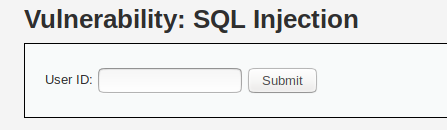 Vulnerability: SQL Injection
User ID: Submit